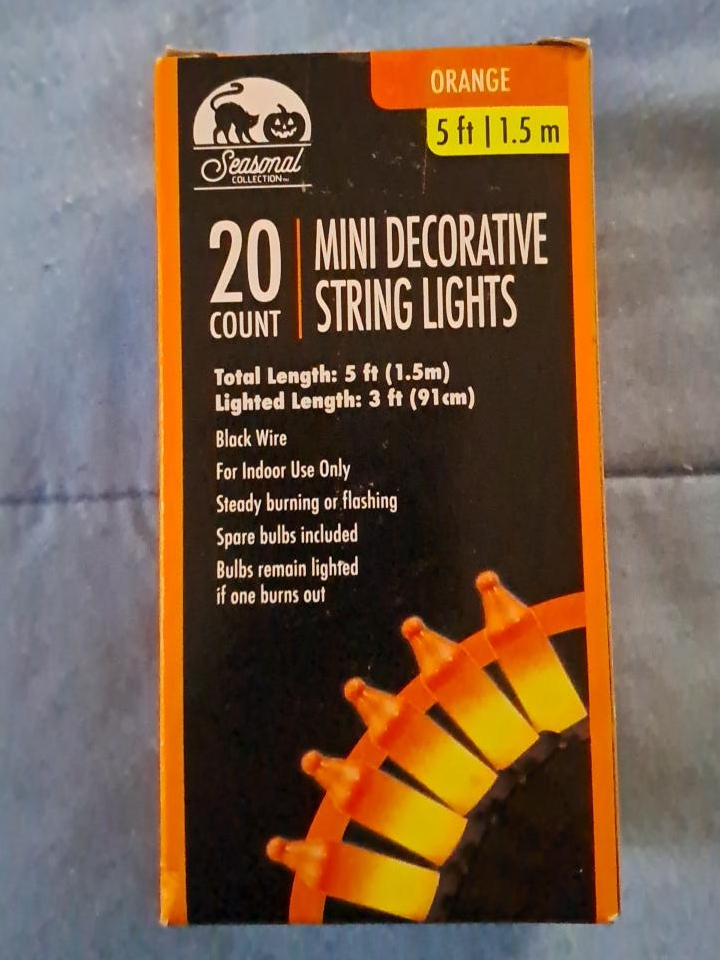 ORANGE
5 ft | 1.5 m
Seasonal
COLLECTION™
20
COUNT
MINI DECORATIVE
STRING LIGHTS
Total Length: 5 ft (1.5m)
Lighted Length: 3 ft (91cm)
Black Wire
For Indoor Use Only
Steady burning or flashing
Spare bulbs included
Bulbs remain lighted
if one burns out